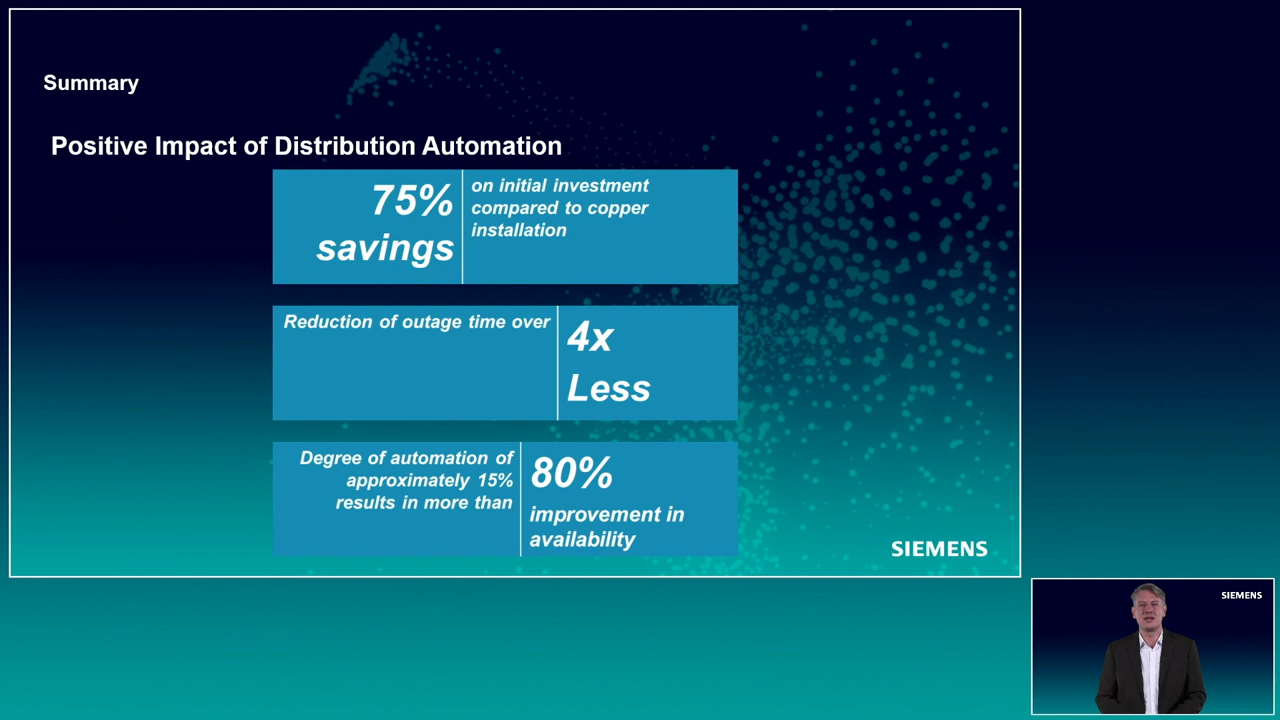 Summary
Positive Impact of Distribution Automation
75%
savings
on initial investment
compared to copper
installation
Reduction of outage time over
4x
Less
Degree of automation of
approximately 15%
results in more than
80%
improvement in
availability
SIEMENS
SIEMENS